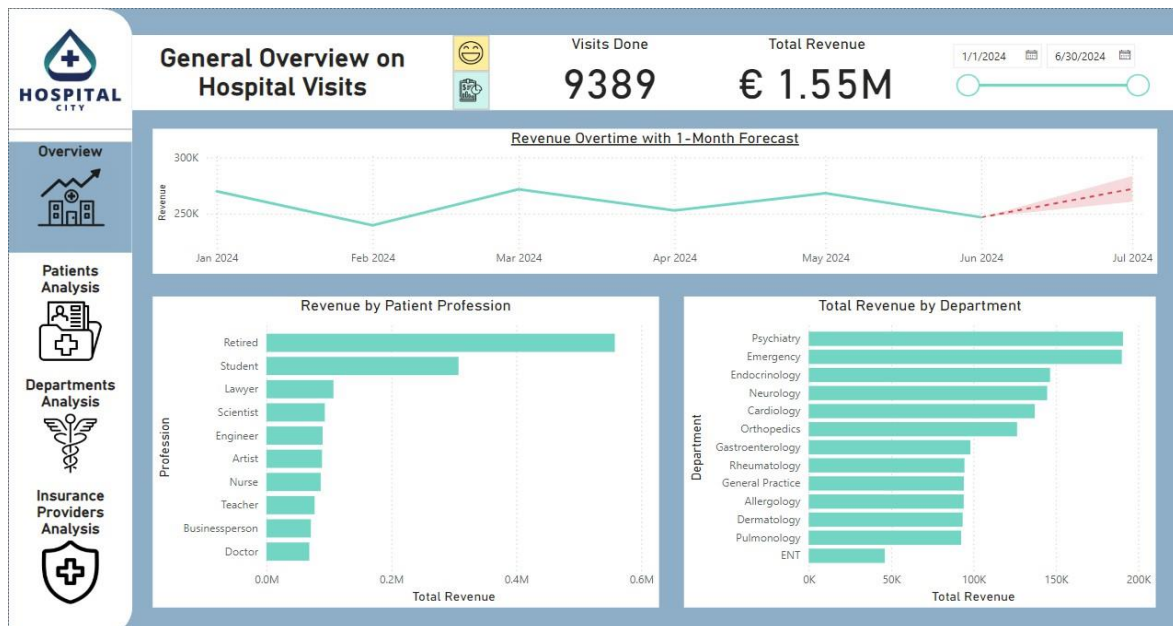 HOSPITAL
CITY
General Overview on
Hospital Visits
Visits Done
9389
Total Revenue
€ 1.55M
1/1/2024
6/30/2024
Overview
Patients
Analysis
Departments
Analysis
Insurance
Providers
Analysis
Revenue Overtime with 1-Month Forecast
Revenue
300K
250K
Jan 2024
Feb 2024
Mar 2024
Apr 2024
May 2024
Jun 2024
Jul 2024
Revenue by Patient Profession
Profession
Retired
Student
Lawyer
Scientist
Engineer
Artist
Nurse
Teacher
Businessperson
Doctor
0.0M
0.2M
0.4M
0.6M
Total Revenue
Total Revenue by Department
Department
Psychiatry
Emergency
Endocrinology
Neurology
Cardiology
Orthopedics
Gastroenterology
Rheumatology
General Practice
Allergology
Dermatology
Pulmonology
ENT
0K
50K
100K
150K
200K
Total Revenue